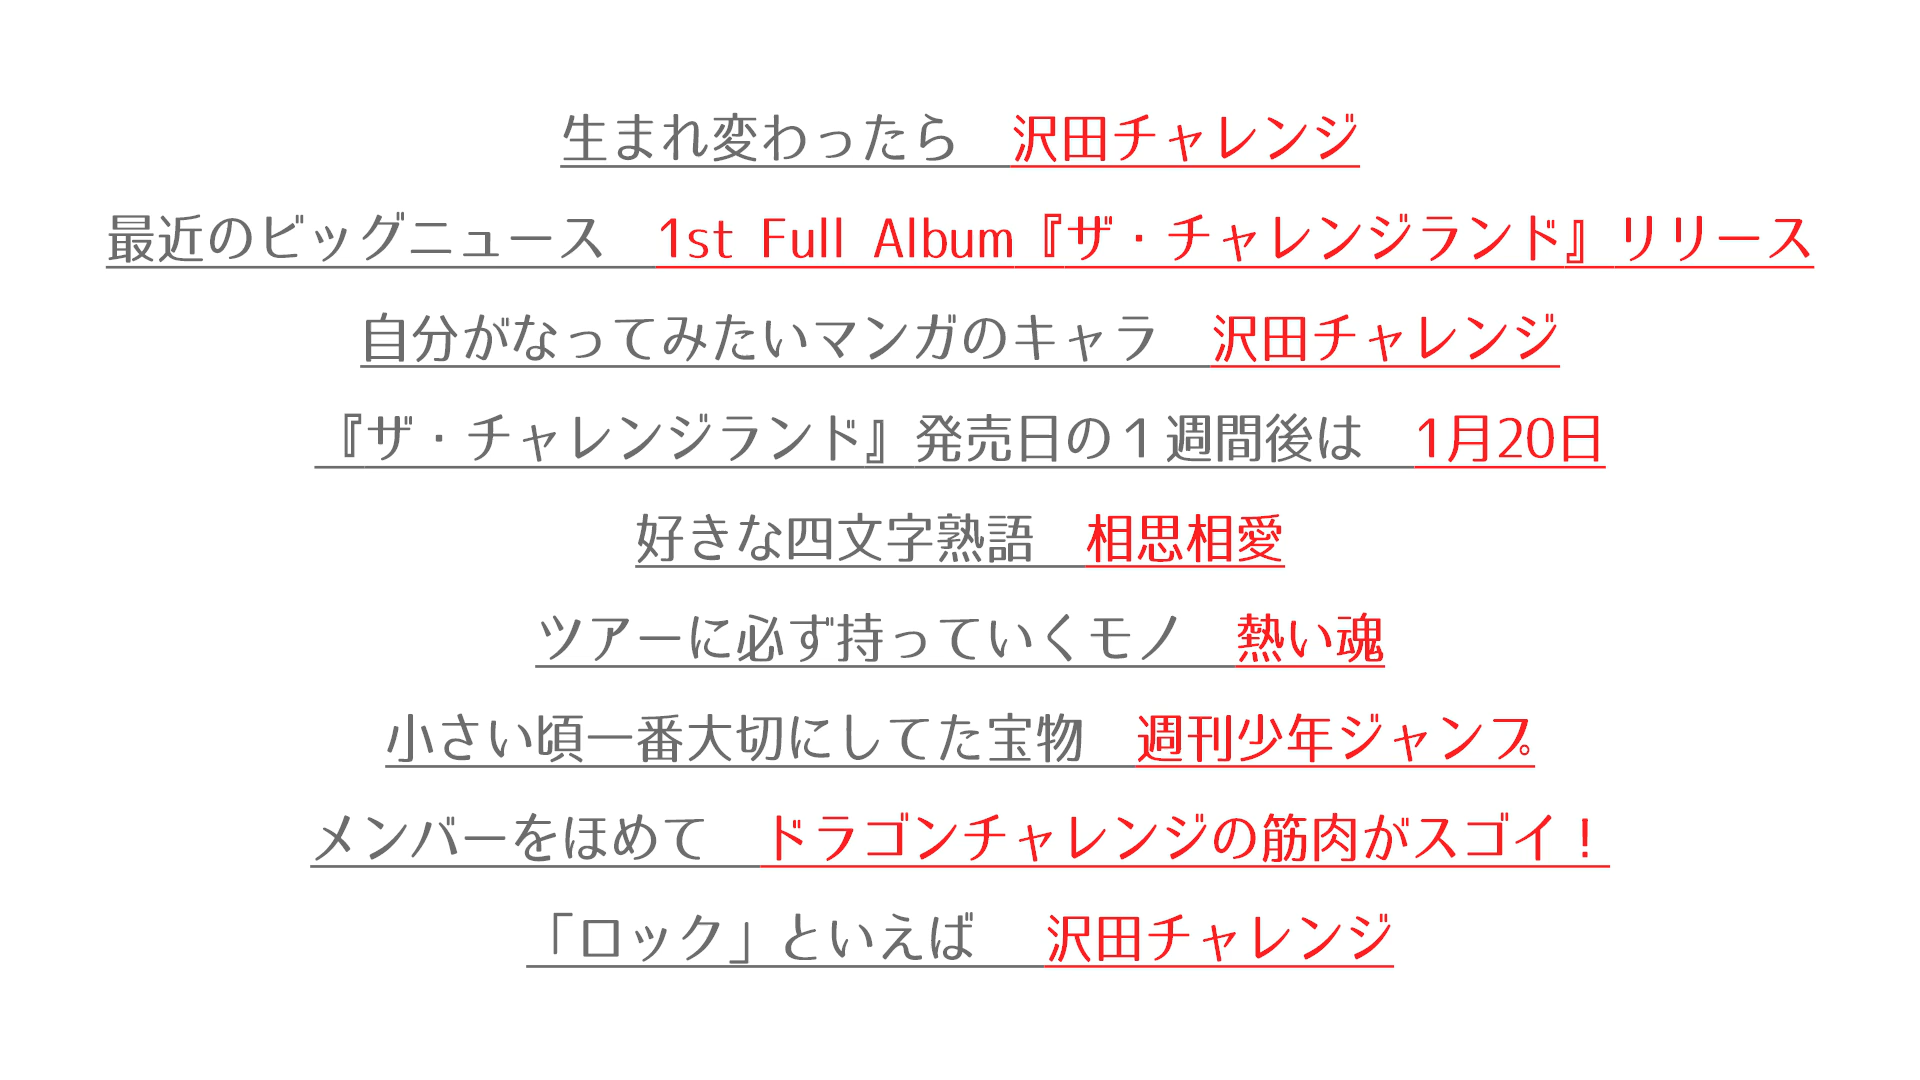 生まれ変わったら　沢田チャレンジ
最近のビッグニュース　1st Full Album『ザ・チャレンジランド』リリース
自分がなってみたいマンガのキャラ　沢田チャレンジ
『ザ・チャレンジランド』発売日の１週間後は　1月20日
好きな四文字熟語　相思相愛
ツアーに必ず持っていくモノ　熱い魂
小さい頃一番大切にしてた宝物　週刊少年ジャンプ
メンバーをほめて　ドラゴンチャレンジの筋肉がスゴイ！
「ロック」といえば　 沢田チャレンジ